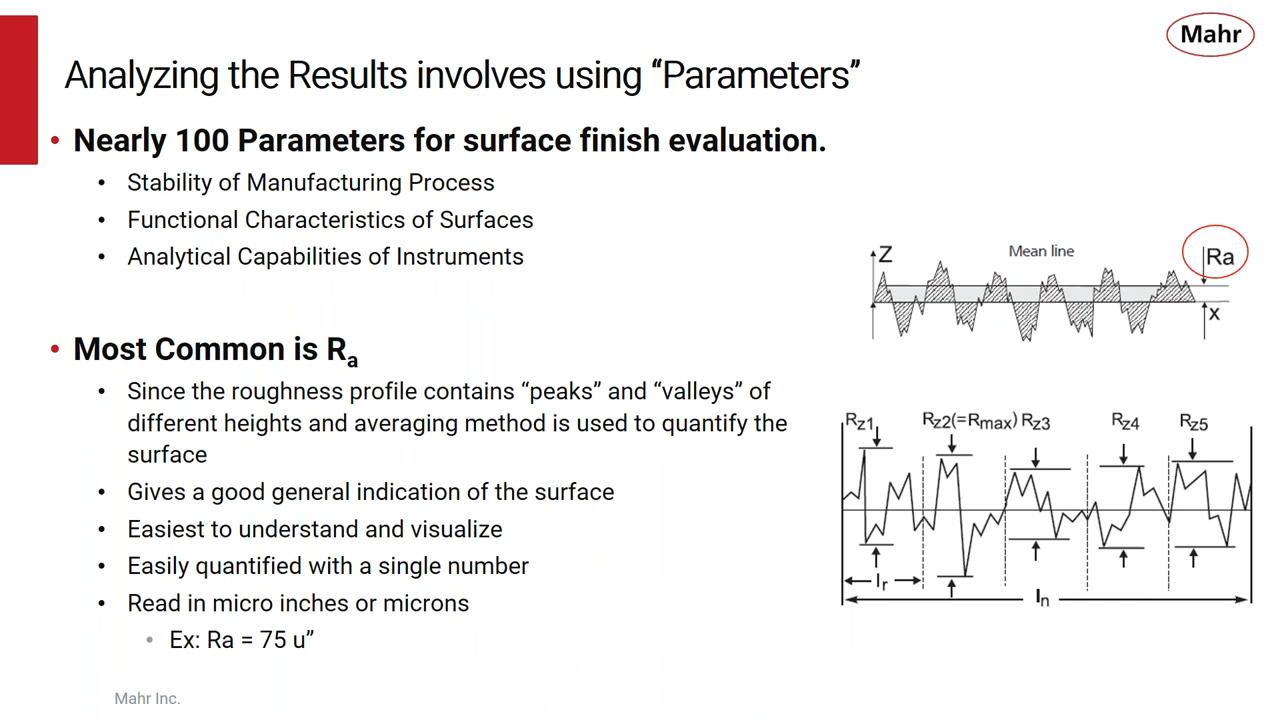 Mahr
Analyzing the Results involves using “Parameters”
• Nearly 100 Parameters for surface finish evaluation.
• Stability of Manufacturing Process
• Functional Characteristics of Surfaces
• Analytical Capabilities of Instruments
• Most Common is Ra
• Since the roughness profile contains “peaks” and “valleys” of
different heights and averaging method is used to quantify the
surface
• Gives a good general indication of the surface
• Easiest to understand and visualize
• Easily quantified with a single number
• Read in micro inches or microns
• Ex: Ra = 75 u”
Z
Mean line
Ra
x
Rz1
Rz2(=Rmax)
Rz3
Rz4
Rz5
lr
ln
Mahr Inc.